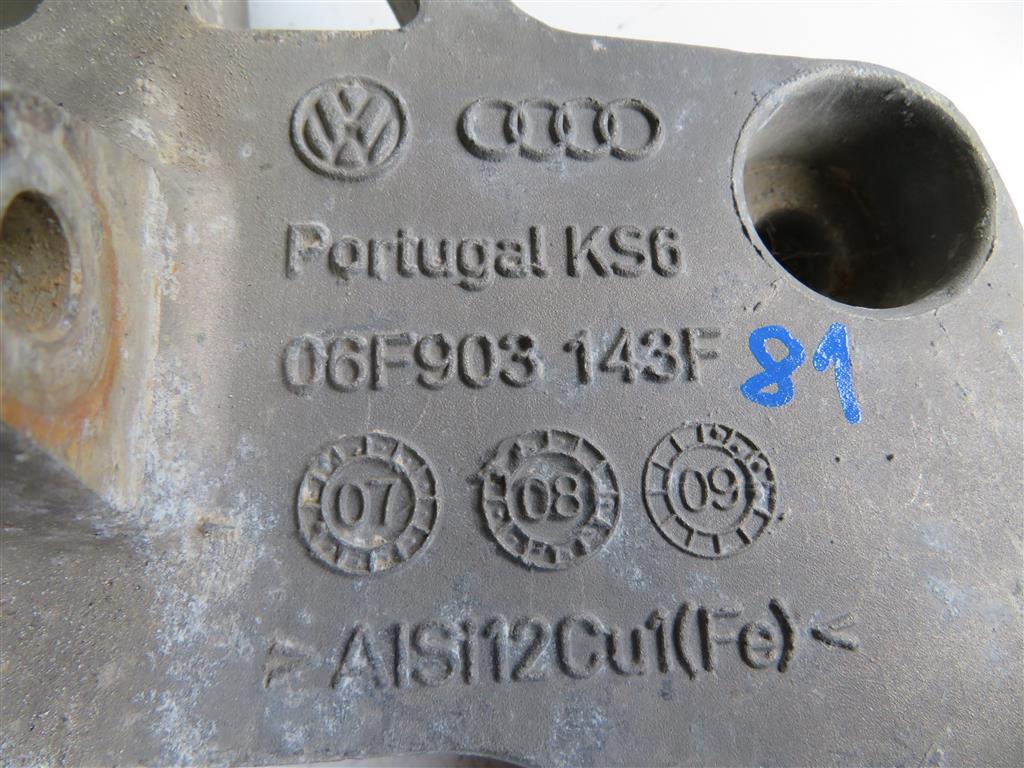 Portugal KS6
06F903 143F 81
07 08 09
>AlSi12Cu1(Fe)<